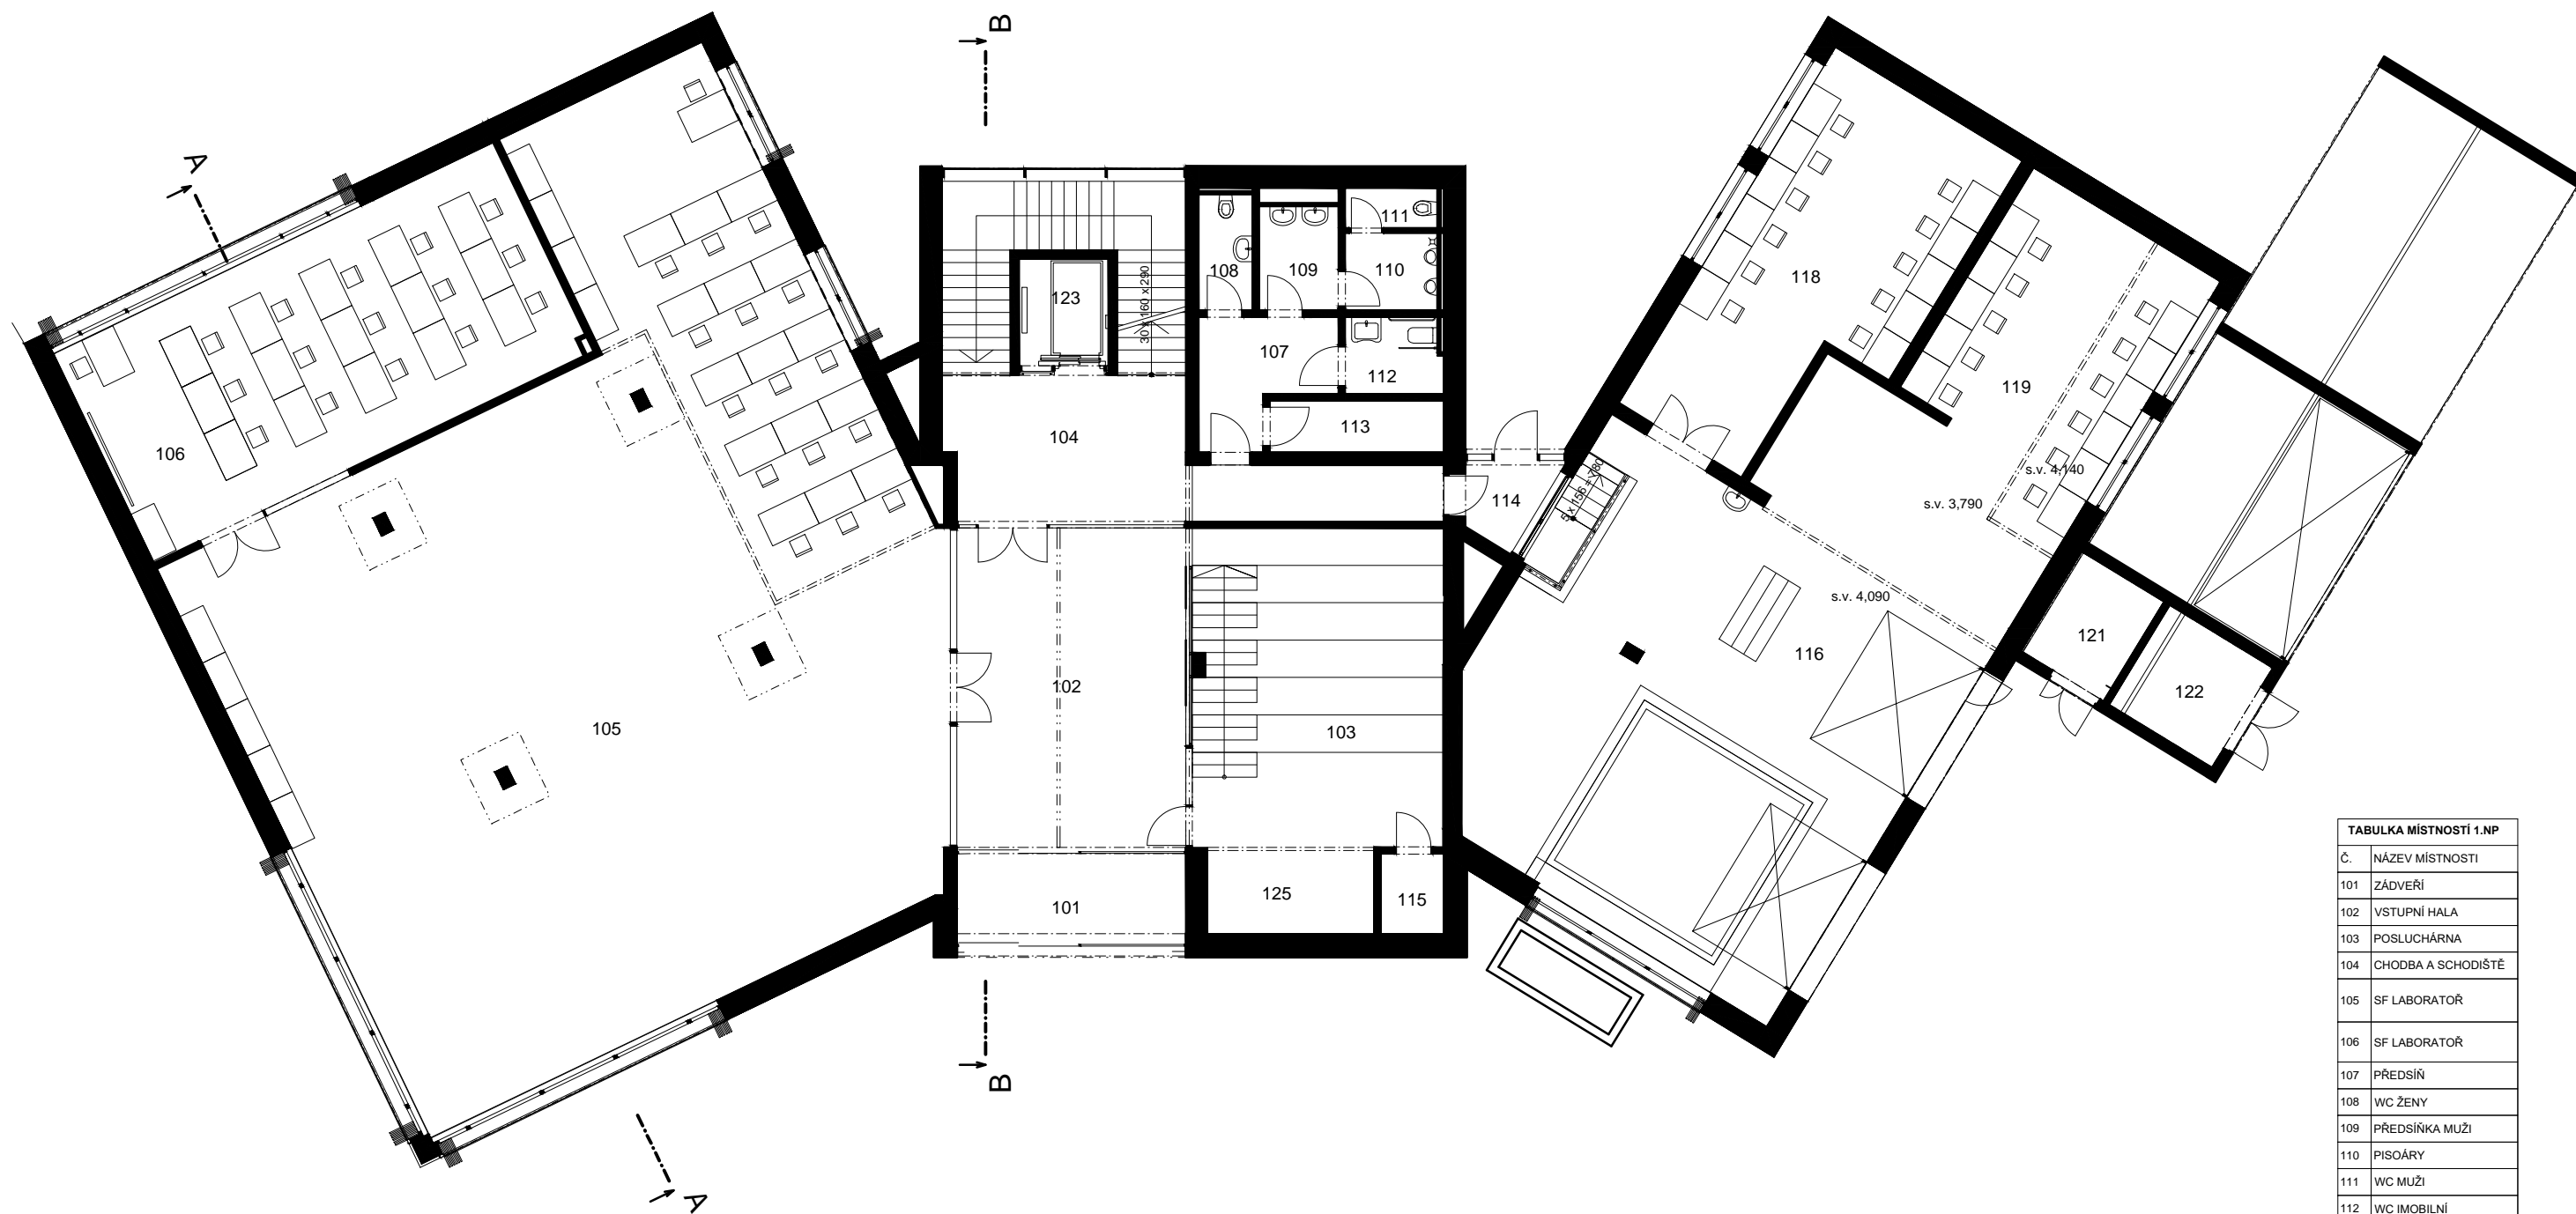 B
A
111
108
109
110
123
30 x 160 x 290
118
107
112
119
113
104
106
s.v. 4,140
5 x 156 = 780
114
s.v. 3,790
s.v. 4,090
121
116
102
122
105
103
125
115
101
B
A
TABULKA MÍSTNOSTÍ 1.NP
Č. NÁZEV MÍSTNOSTI
101 ZÁDVEŘÍ
102 VSTUPNÍ HALA
103 POSLUCHÁRNA
104 CHODBA A SCHODIŠTĚ
105 SF LABORATOŘ
106 SF LABORATOŘ
107 PŘEDSÍŇ
108 WC ŽENY
109 PŘEDSÍŇKA MUŽI
110 PISOÁRY
111 WC MUŽI
112 WC IMOBILNÍ